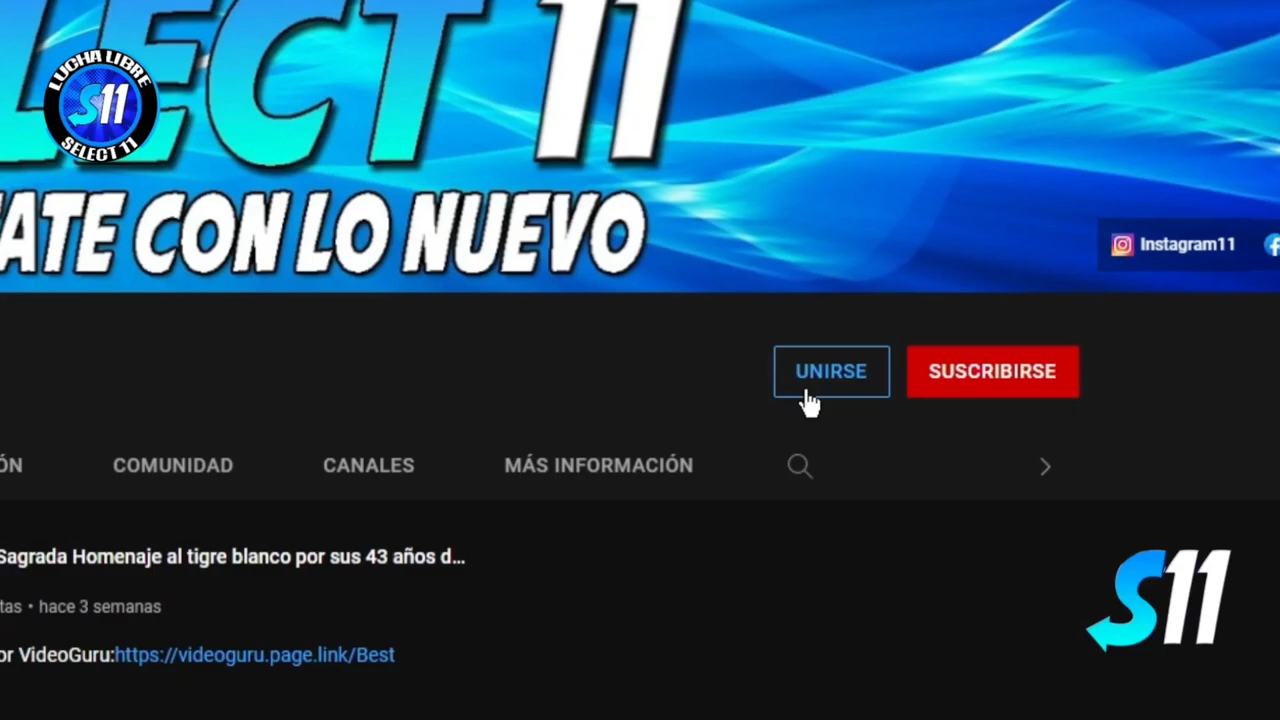 LECT 11
LUCHA LIBRE
S11
SELECT 11
ATE CON LO NUEVO
Instagram11
UNIRSE
SUSCRIBIRSE
ÓN
COMUNIDAD
CANALES
MÁS INFORMACIÓN
Sagrada Homenaje al tigre blanco por sus 43 años d...
tas • hace 3 semanas
or VideoGuru:https://videoguru.page.link/Best
S11